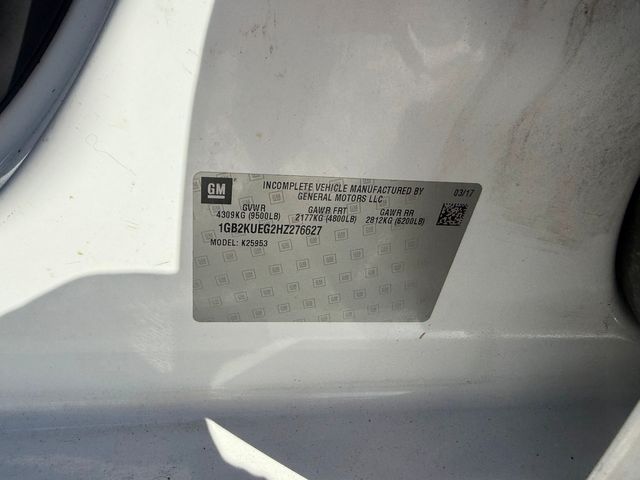 GM
INCOMPLETE VEHICLE MANUFACTURED BY
GENERAL MOTORS LLC
03/17
GVWR GAWR FRT GAWR RR
4309KG (9500LB) 2177KG (4800LB) 2812KG (6200LB)
1GB2KUEG2HZ276627
MODEL: K25953